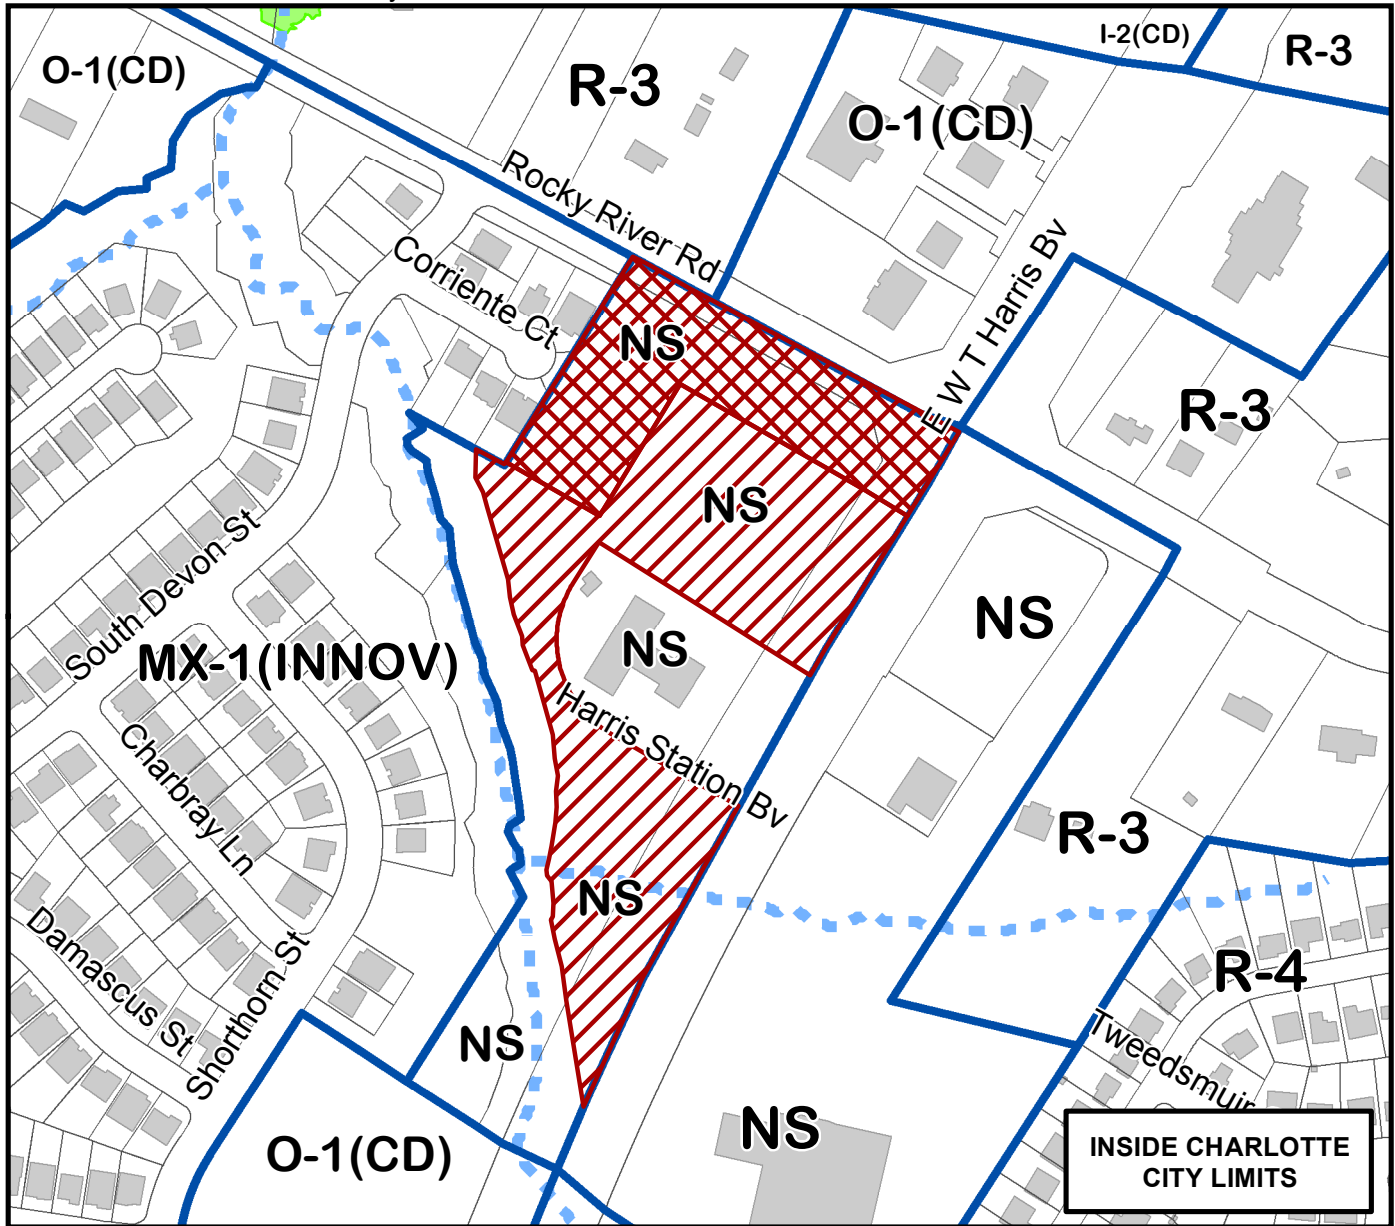 I-2(CD)
R-3
O-1(CD)
R-3
O-1(CD)
Rocky River Rd
Corriente Ct
E W T Harris Bv
NS
R-3
NS
South Devon St
NS
NS
MX-1(INNOV)
Harris Station Bv
Charbray Ln
R-3
NS
Damascus St
Shorthorn St
R-4
NS
Tweedsmuir
NS
O-1(CD)
INSIDE CHARLOTTE
CITY LIMITS